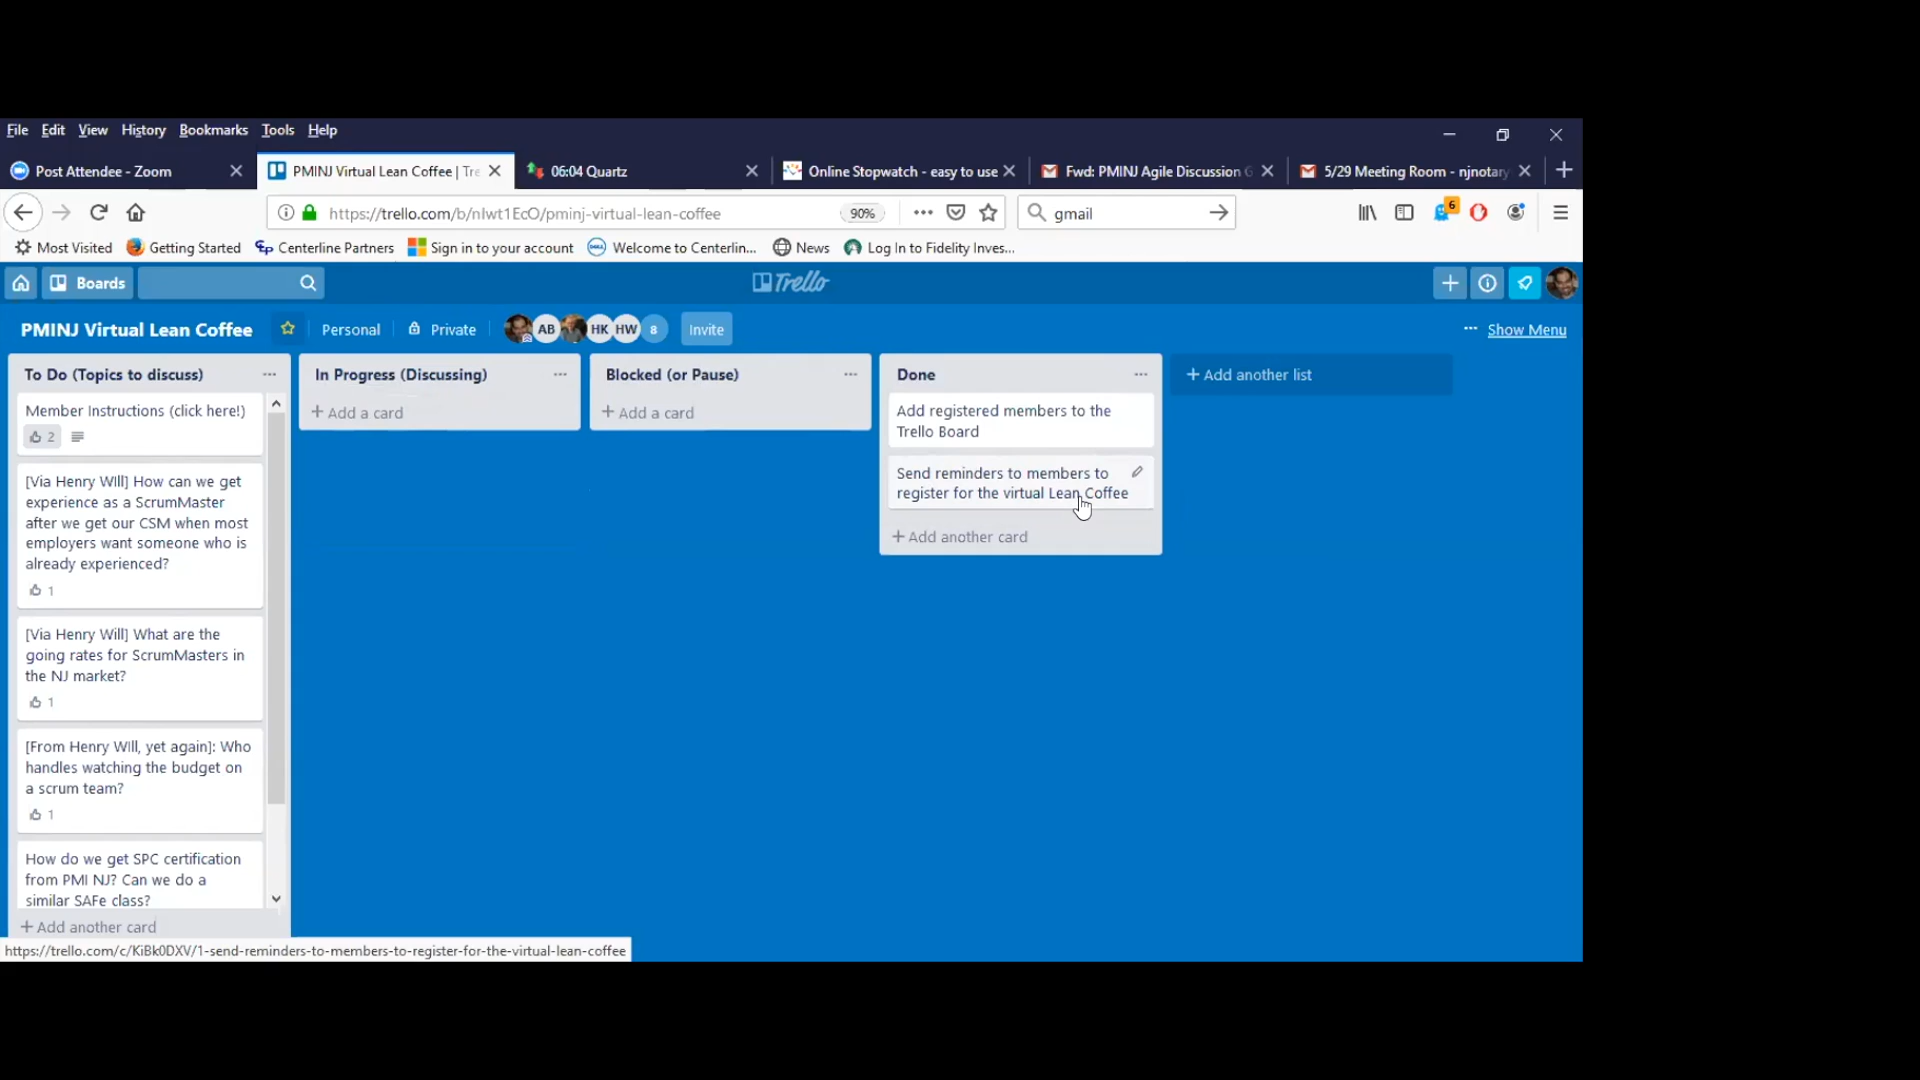 File Edit View History Bookmarks Tools Help
Post Attendee - Zoom
PMINJ Virtual Lean Coffee | Tre
06:04 Quartz
Online Stopwatch - easy to use
Fwd: PMINJ Agile Discussion G
5/29 Meeting Room - njnotary
https://trello.com/b/nIwt1EcO/pminj-virtual-lean-coffee
90%
gmail
6
Most Visited
Getting Started
Centerline Partners
Sign in to your account
Welcome to Centerlin...
News
Log In to Fidelity Inves...
Boards
Trello
PMINJ Virtual Lean Coffee
Personal
Private
AB
HK
HW
8
Invite
... Show Menu
To Do (Topics to discuss)
Member Instructions (click here!)
2
[Via Henry WIll] How can we get
experience as a ScrumMaster
after we get our CSM when most
employers want someone who is
already experienced?
1
[Via Henry Will] What are the
going rates for ScrumMasters in
the NJ market?
1
[From Henry WIll, yet again]: Who
handles watching the budget on
a scrum team?
1
How do we get SPC certification
from PMI NJ? Can we do a
similar SAFe class?
+ Add another card
In Progress (Discussing)
+ Add a card
Blocked (or Pause)
+ Add a card
Done
Add registered members to the
Trello Board
Send reminders to members to
register for the virtual Lean Coffee
+ Add another card
+ Add another list
https://trello.com/c/KiBk0DXV/1-send-reminders-to-members-to-register-for-the-virtual-lean-coffee